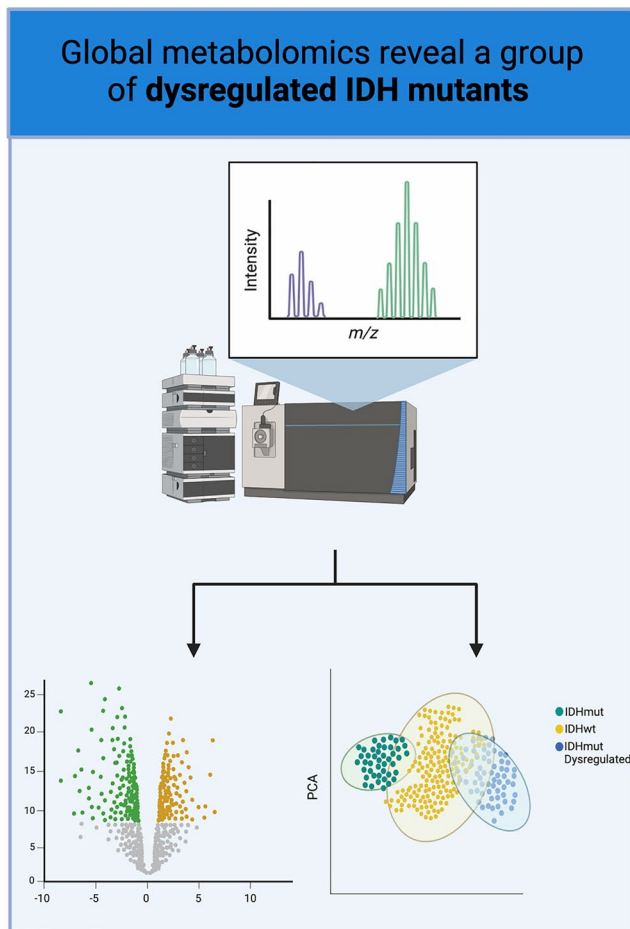 Global metabolomics reveal a group
of dysregulated IDH mutants
Intensity
m/z
25
20
15
10
5
0
-10
-5
0
5
10
PCA
IDHmut
IDHwt
IDHmut
Dysregulated